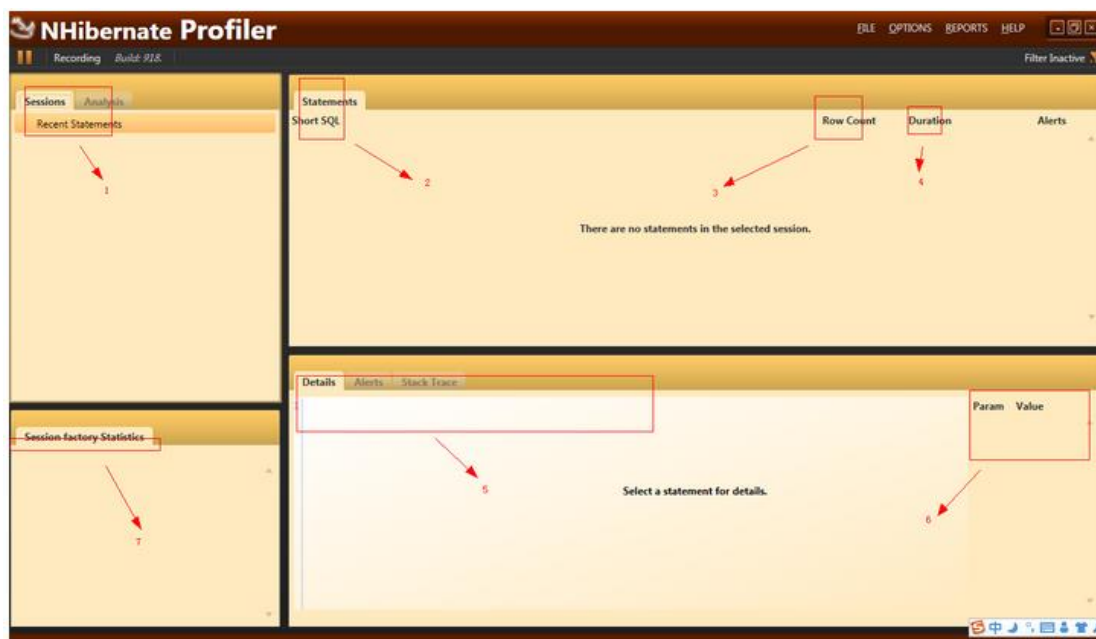 NHibernate Profiler
FILE OPTIONS REPORTS HELP
Recording Build: 918.
Filter Inactive
Sessions Analysis
Recent Statements
1
Statements
Short SQL Row Count Duration Alerts
2
3
4
There are no statements in the selected session.
Details Alerts Stack Trace
1
Param Value
5
Select a statement for details.
6
Session factory Statistics
7
中